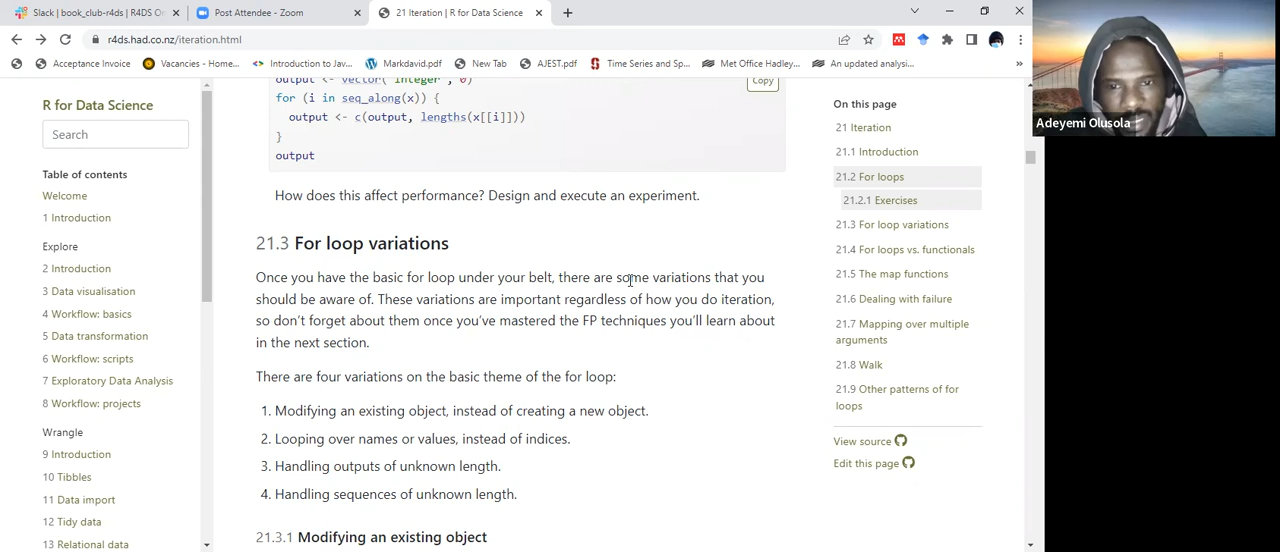 Slack | book_club-r4ds | R4DS On
Post Attendee - Zoom
21 Iteration | R for Data Science
r4ds.had.co.nz/iteration.html
Acceptance Invoice
Vacancies - Home...
Introduction to Jav...
Markdavid.pdf
New Tab
AJEST.pdf
Time Series and Sp...
Met Office Hadley...
An updated analysi...
»
R for Data Science
Search
Table of contents
Welcome
1 Introduction
Explore
2 Introduction
3 Data visualisation
4 Workflow: basics
5 Data transformation
6 Workflow: scripts
7 Exploratory Data Analysis
8 Workflow: projects
Wrangle
9 Introduction
10 Tibbles
11 Data import
12 Tidy data
13 Relational data
output <- vector("integer", 0)
Copy
for (i in seq_along(x)) {
output <- c(output, lengths(x[[i]]))
}
output
How does this affect performance? Design and execute an experiment.
21.3 For loop variations
Once you have the basic for loop under your belt, there are some variations that you
should be aware of. These variations are important regardless of how you do iteration,
so don't forget about them once you've mastered the FP techniques you'll learn about
in the next section.
There are four variations on the basic theme of the for loop:
1. Modifying an existing object, instead of creating a new object.
2. Looping over names or values, instead of indices.
3. Handling outputs of unknown length.
4. Handling sequences of unknown length.
21.3.1 Modifying an existing object
On this page
21 Iteration
21.1 Introduction
21.2 For loops
21.2.1 Exercises
21.3 For loop variations
21.4 For loops vs. functionals
21.5 The map functions
21.6 Dealing with failure
21.7 Mapping over multiple
arguments
21.8 Walk
21.9 Other patterns of for
loops
View source
Edit this page
Adeyemi Olusola